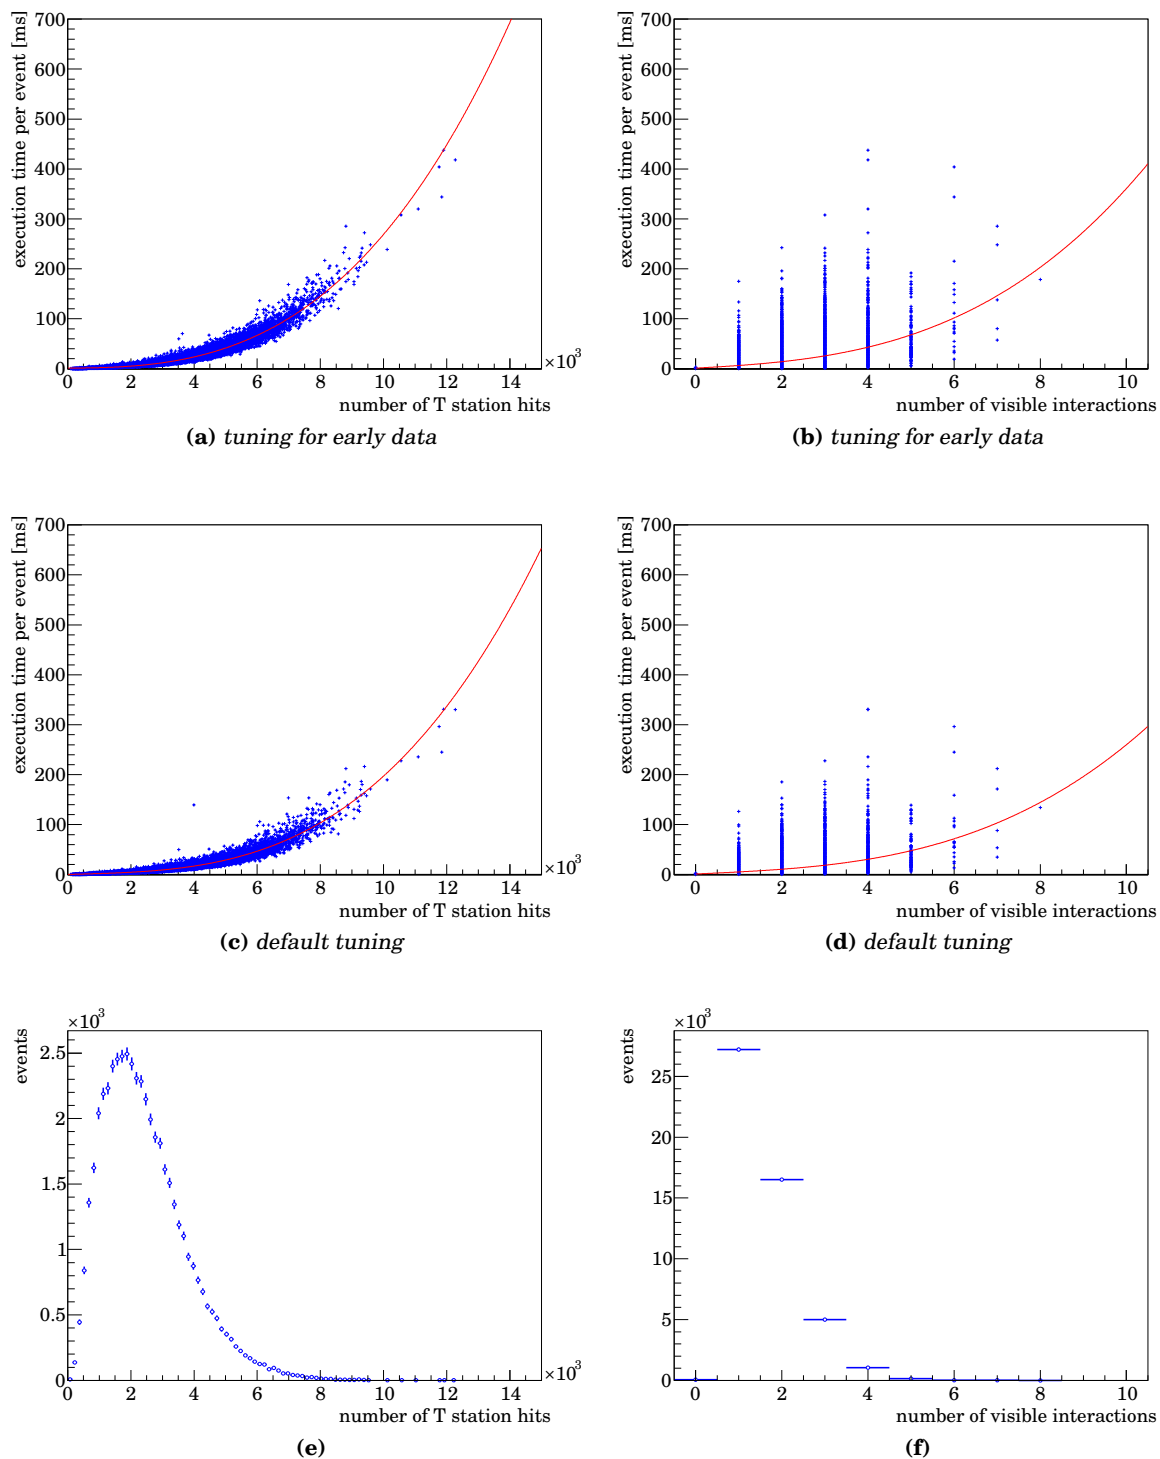 execution time per event [ms]
700
600
500
400
300
200
100
0
0 2 4 6 8 10 12 14
×10³
number of T station hits
(a) tuning for early data
execution time per event [ms]
700
600
500
400
300
200
100
0
0 2 4 6 8 10
number of visible interactions
(b) tuning for early data
execution time per event [ms]
700
600
500
400
300
200
100
0
0 2 4 6 8 10 12 14
×10³
number of T station hits
(c) default tuning
execution time per event [ms]
700
600
500
400
300
200
100
0
0 2 4 6 8 10
number of visible interactions
(d) default tuning
×10³
events
2.5
2
1.5
1
0.5
0
0 2 4 6 8 10 12 14
×10³
number of T station hits
(e)
×10³
events
25
20
15
10
5
0
0 2 4 6 8 10
number of visible interactions
(f)